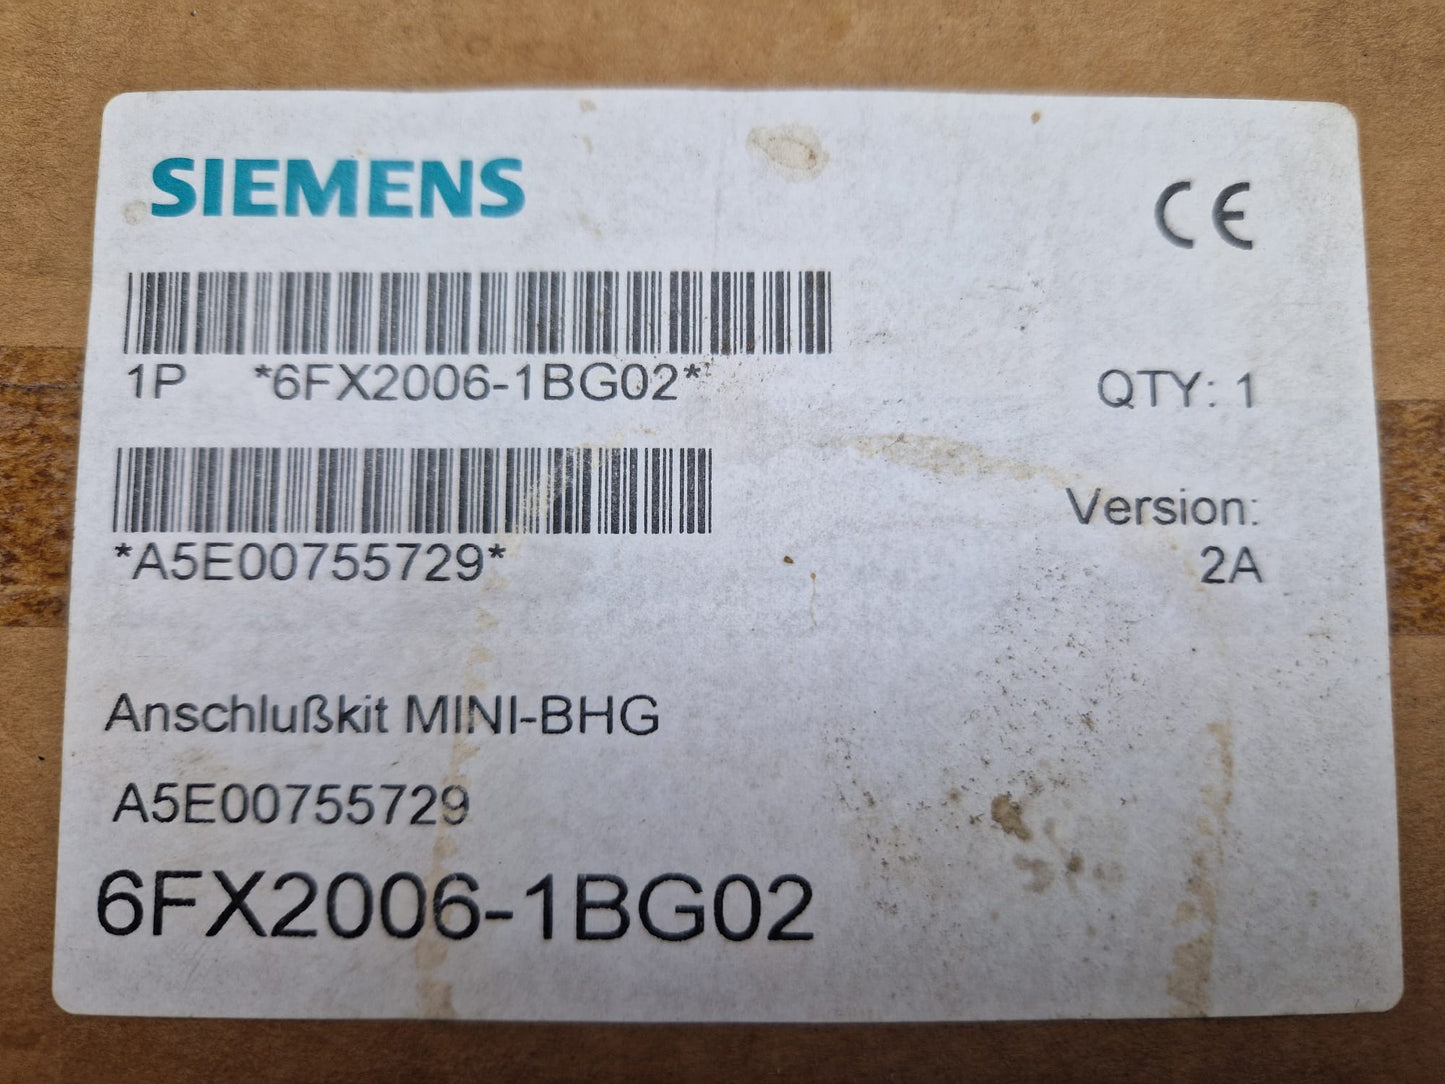 SIEMENS
CE
1P *6FX2006-1BG02*
QTY: 1
*A5E00755729*
Version:
2A
Anschlußkit MINI-BHG
A5E00755729
6FX2006-1BG02